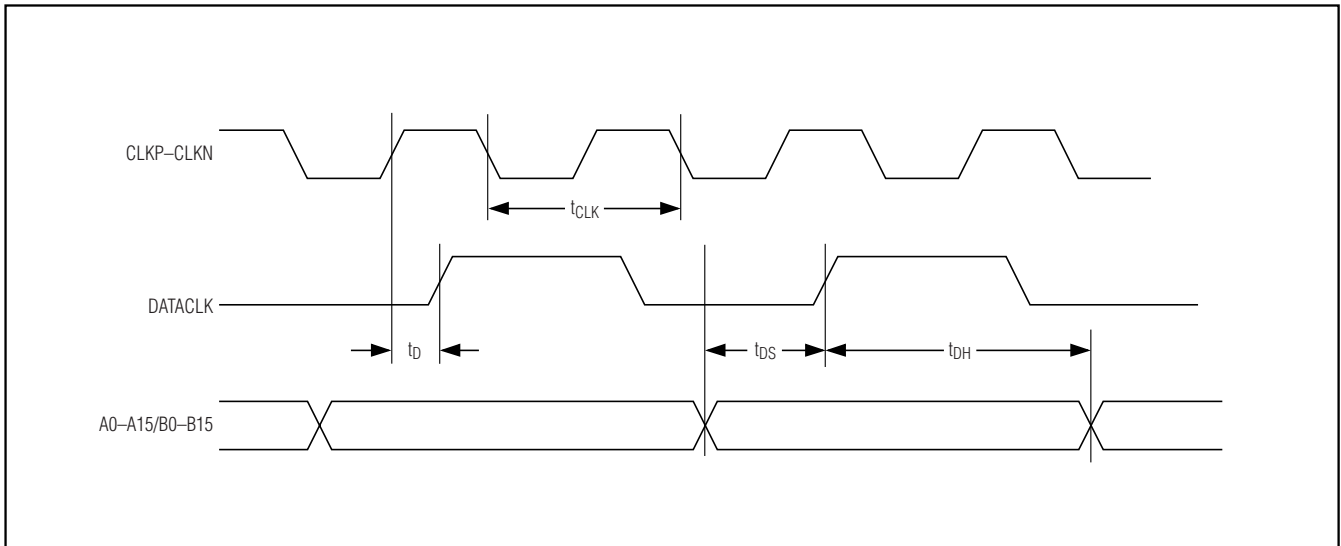 CLKP–CLKN
tCLK
DATACLK
tD
tDS
tDH
A0–A15/B0–B15